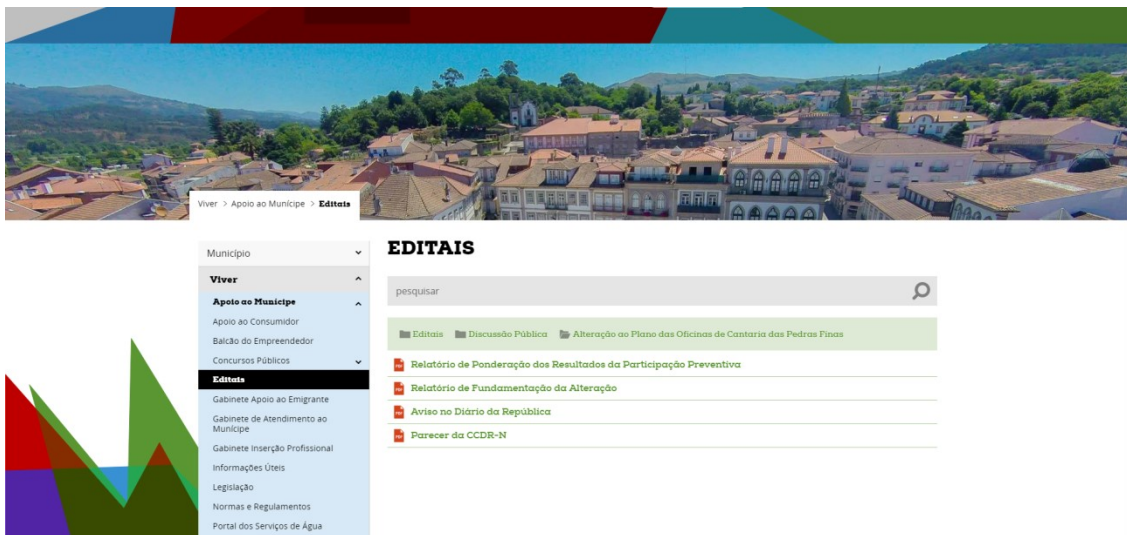 Viver > Apoio ao Munícipe > Editais
Município
Viver
Apoio ao Munícipe
Apoio ao Consumidor
Balcão do Empreendedor
Concursos Públicos
Editais
Gabinete Apoio ao Emigrante
Gabinete de Atendimento ao
Munícipe
Gabinete Inserção Profissional
Informações Úteis
Legislação
Normas e Regulamentos
Portal dos Serviços de Água
EDITAIS
pesquisar
Editais Discussão Pública Alteração ao Plano das Oficinas de Cantaria das Pedras Finas
Relatório de Ponderação dos Resultados da Participação Preventiva
Relatório de Fundamentação da Alteração
Aviso no Diário da República
Parecer da CCDR-N